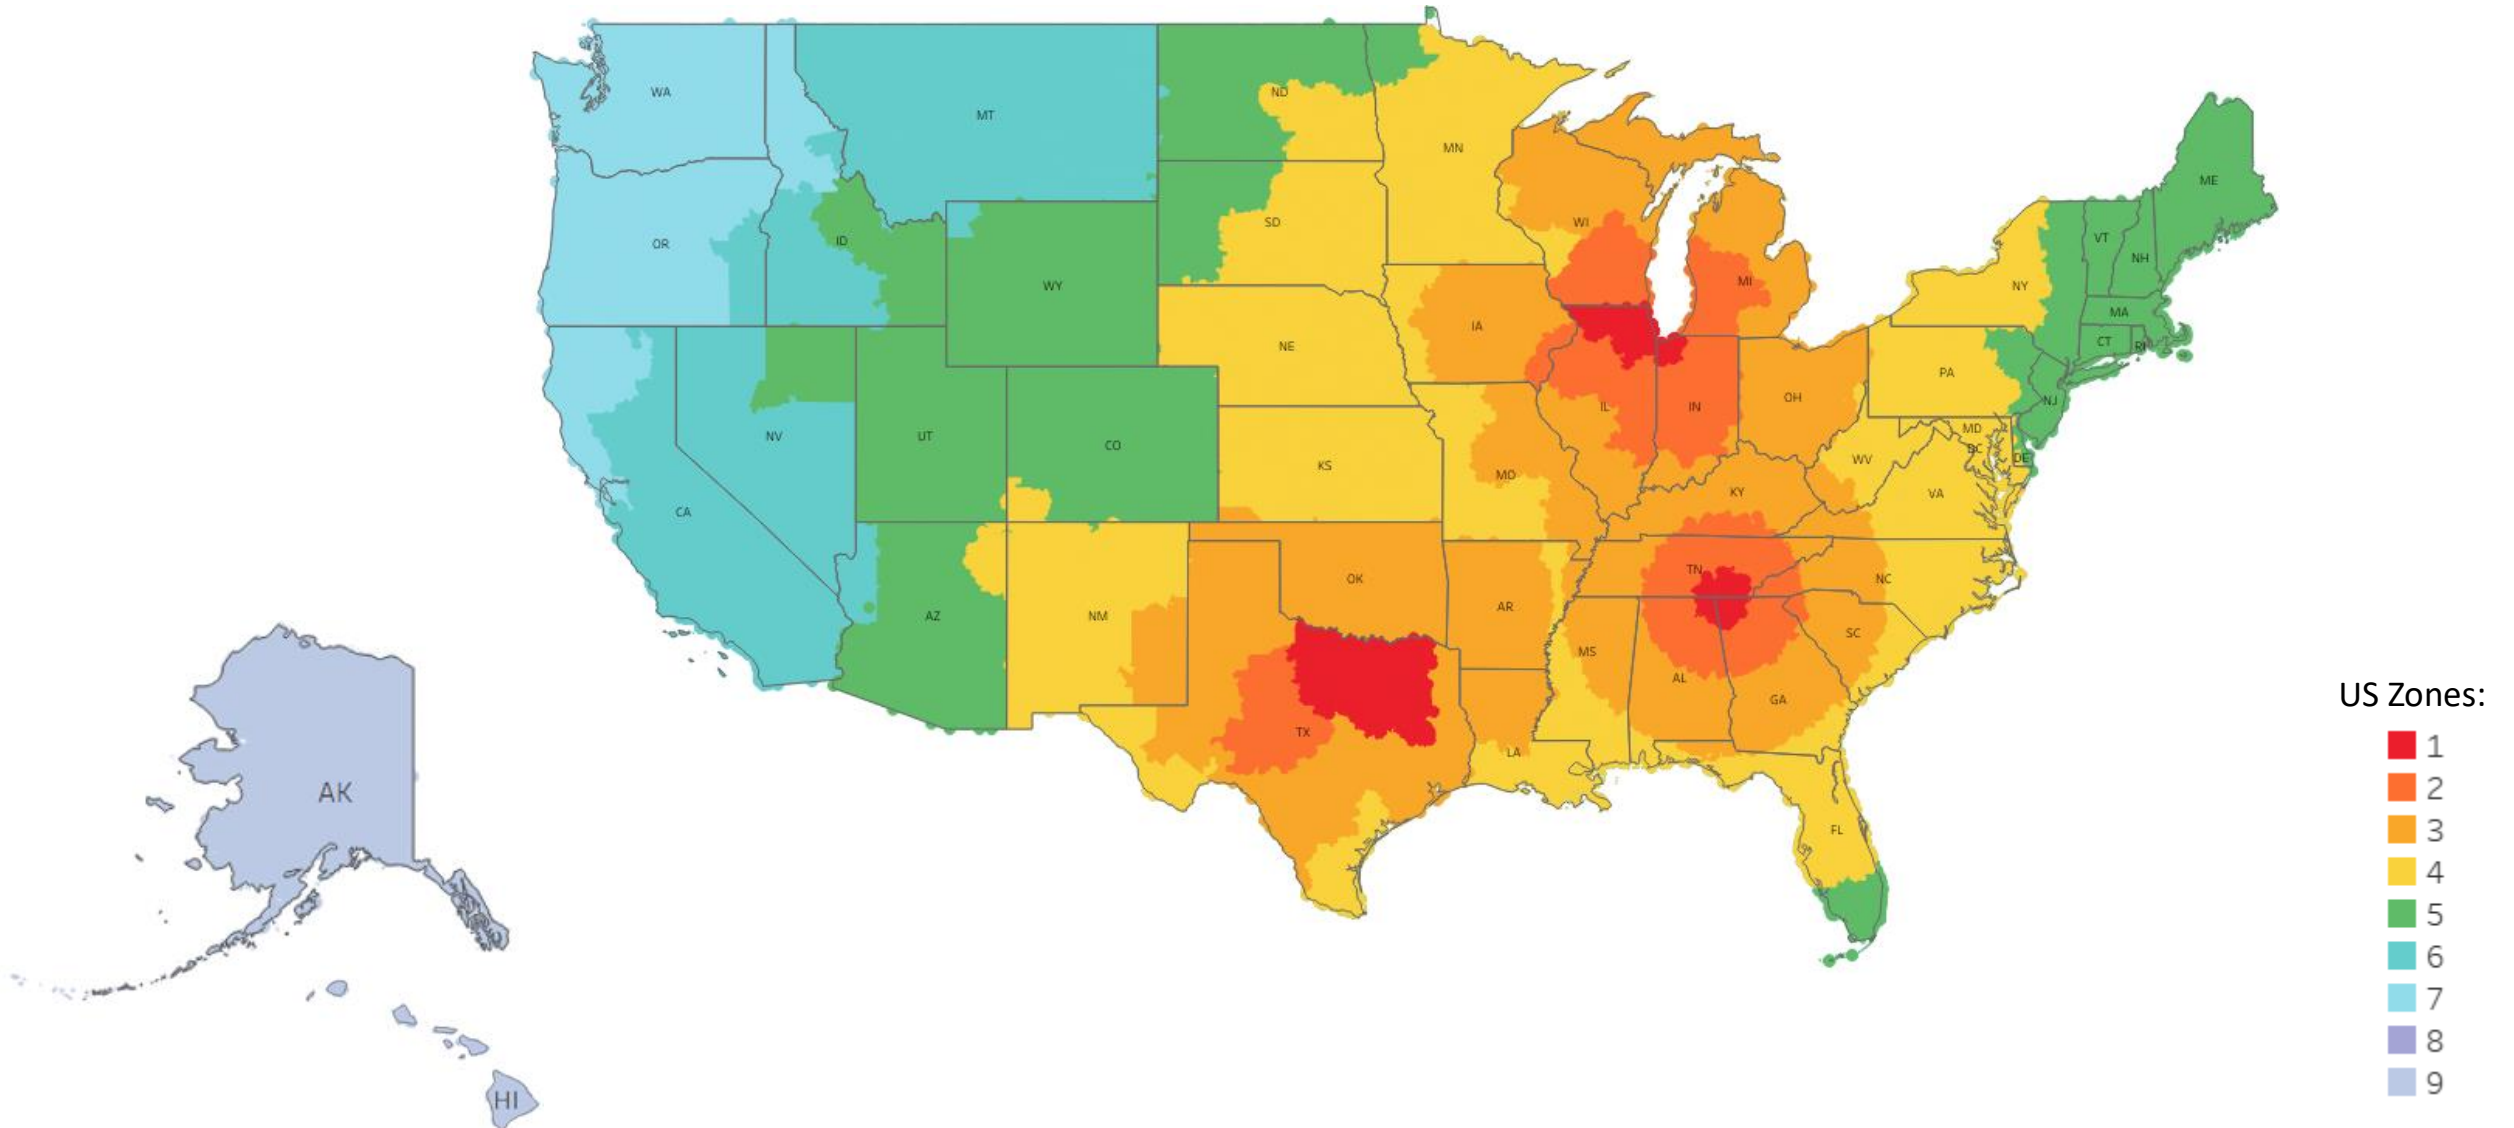 WA
MT
ND
MN
ME
OR
ID
SD
WI
VT
NH
WY
MI
NY
MA
IA
NE
CT
RI
PA
NV
UT
CO
IL
IN
OH
NJ
MD
DC
KS
MO
WV
DE
CA
KY
VA
OK
TN
NC
AZ
NM
AR
SC
MS
AL
GA
TX
LA
FL
AK
HI
US Zones:
1
2
3
4
5
6
7
8
9